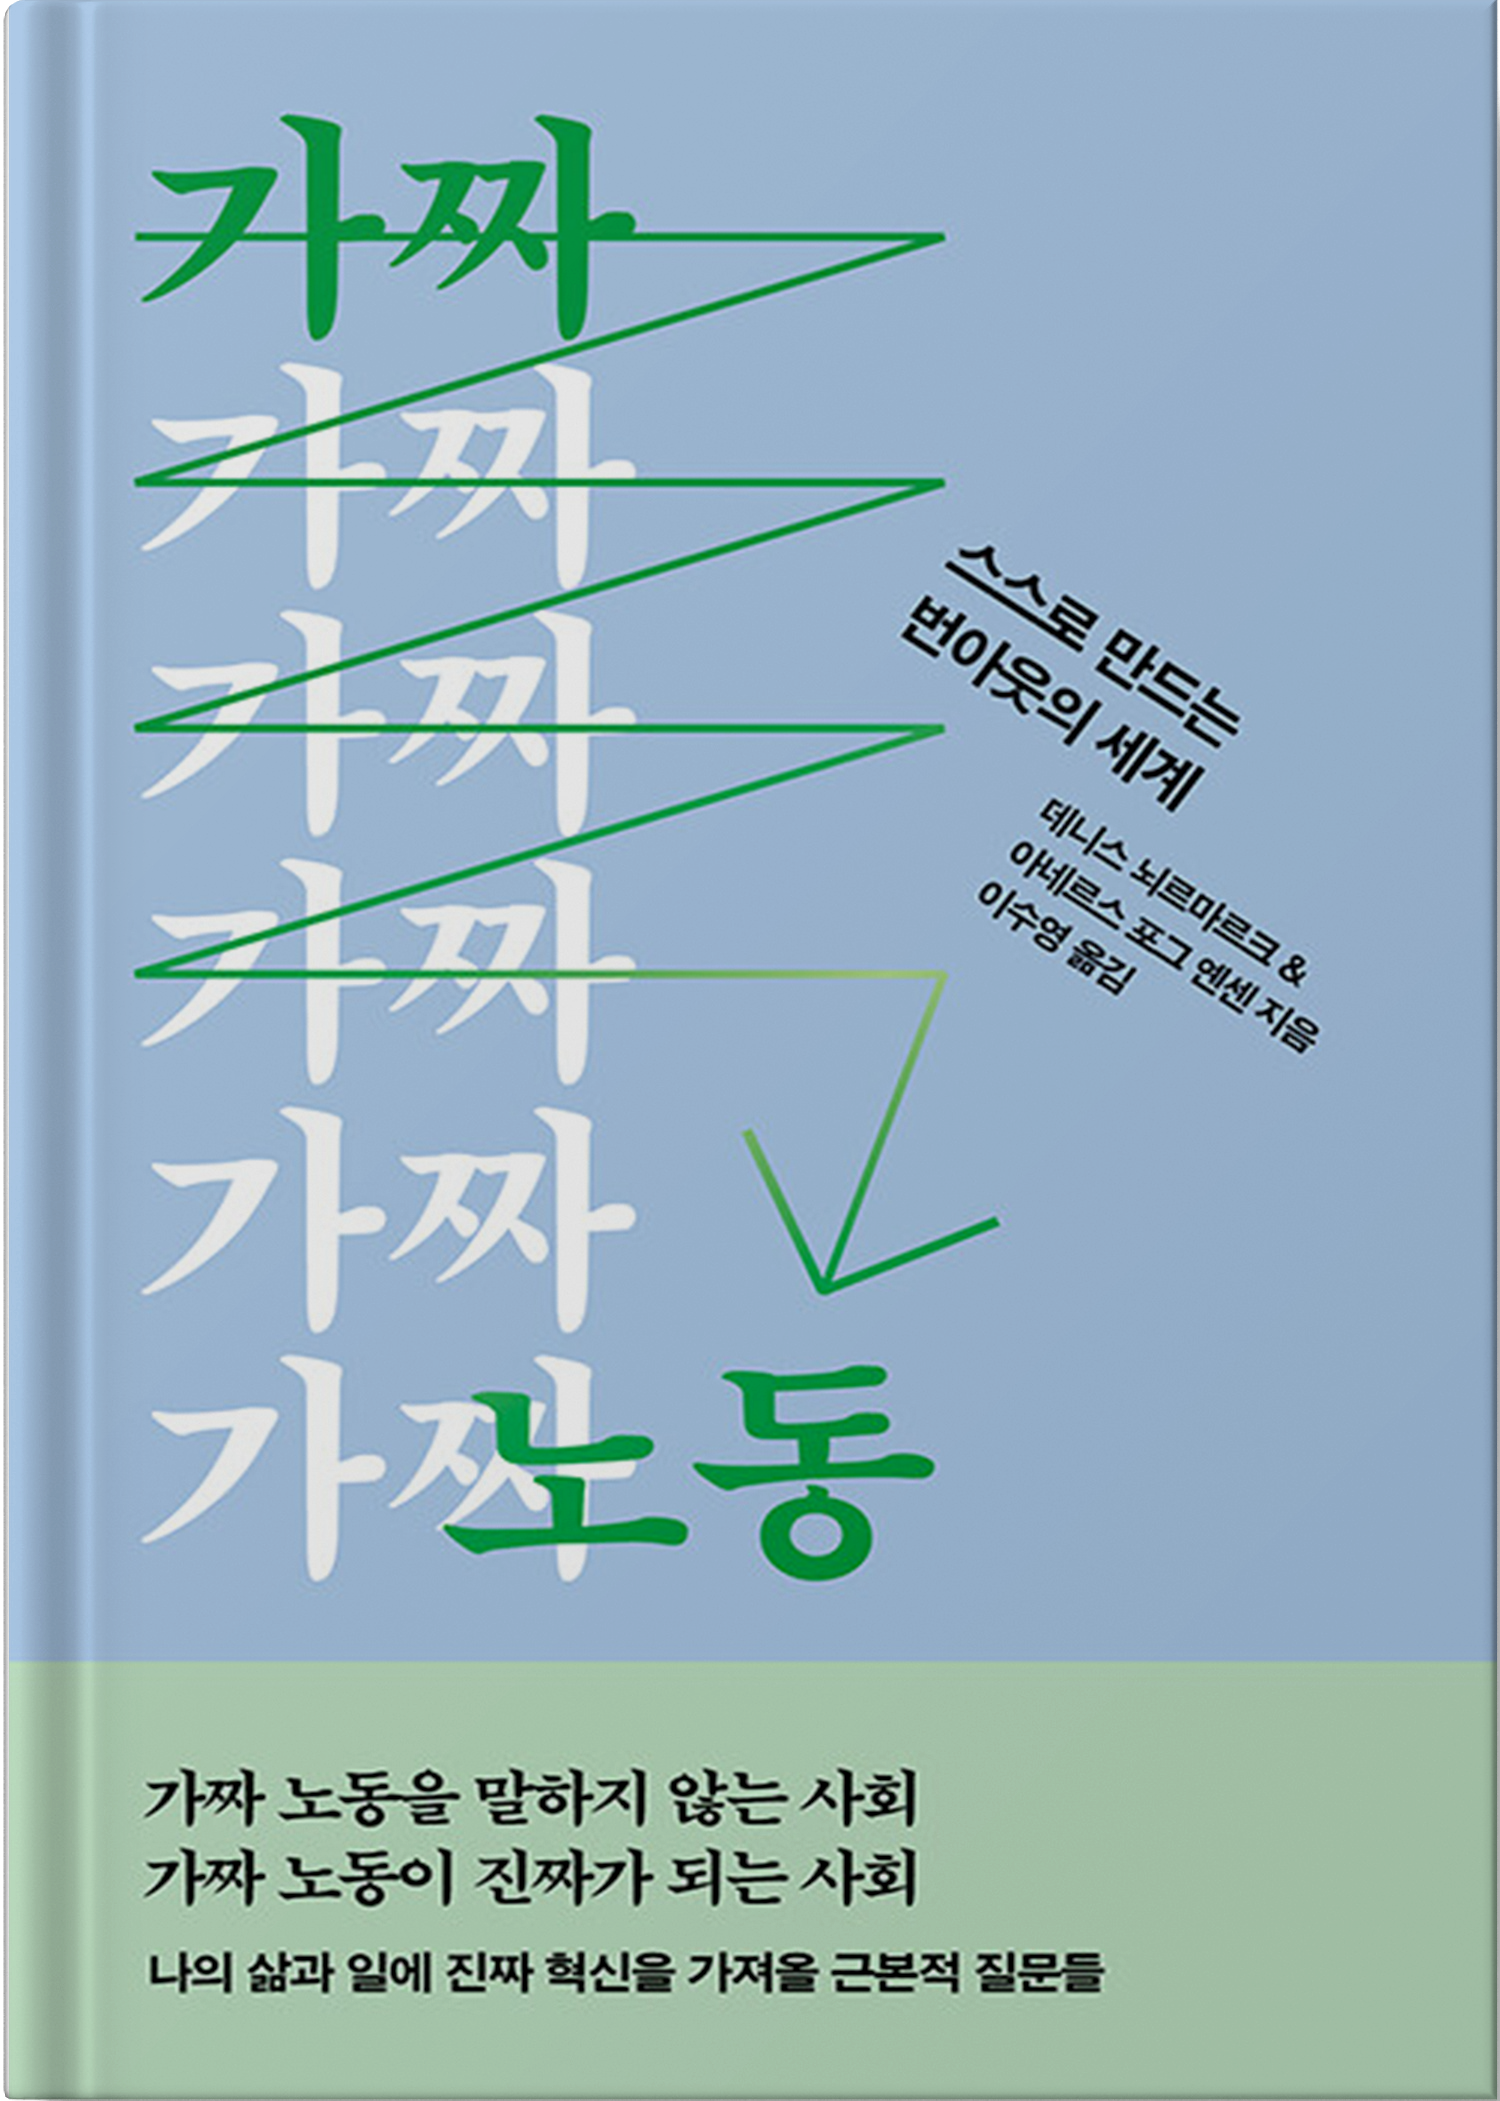 가짜
가짜
가짜
가짜
가짜
가짜
노동
스스로 만드는
번아웃의 세계
데니스 뇌르마르크 &
아네르스 포그 옌센 지음
이수영 옮김
가짜 노동을 말하지 않는 사회
가짜 노동이 진짜가 되는 사회
나의 삶과 일에 진짜 혁신을 가져올 근본적 질문들